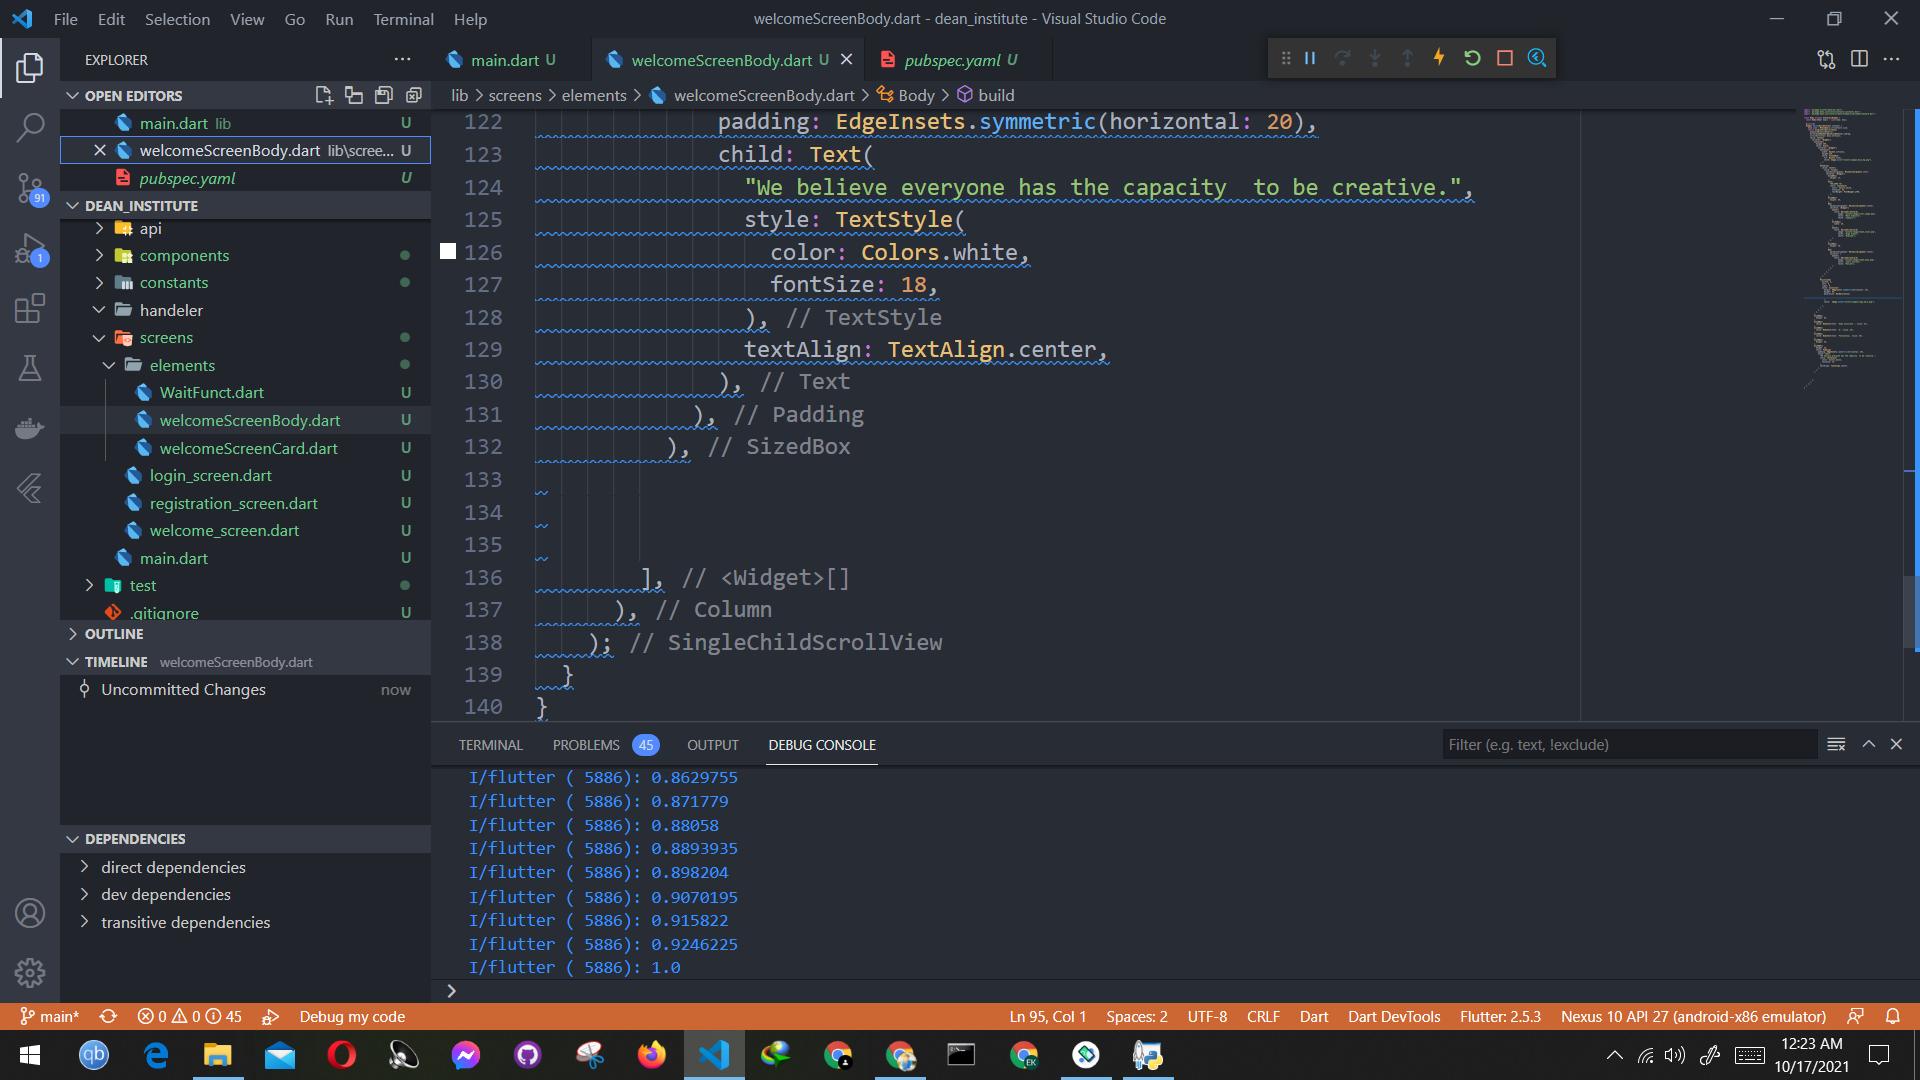 File Edit Selection View Go Run Terminal Help
welcomeScreenBody.dart - dean_institute - Visual Studio Code
EXPLORER
OPEN EDITORS
main.dart lib U
welcomeScreenBody.dart lib\scree... U
pubspec.yaml U
DEAN_INSTITUTE
api
components
constants
handeler
screens
elements
WaitFunct.dart U
welcomeScreenBody.dart U
welcomeScreenCard.dart U
login_screen.dart U
registration_screen.dart U
welcome_screen.dart U
main.dart U
test
.gitignore U
OUTLINE
TIMELINE welcomeScreenBody.dart
Uncommitted Changes now
DEPENDENCIES
direct dependencies
dev dependencies
transitive dependencies
91
1
main.dart U
welcomeScreenBody.dart U
pubspec.yaml U
lib > screens > elements > welcomeScreenBody.dart > Body > build
122 padding: EdgeInsets.symmetric(horizontal: 20),
123 child: Text(
124 "We believe everyone has the capacity  to be creative.",
125 style: TextStyle(
126 color: Colors.white,
127 fontSize: 18,
128 ), // TextStyle
129 textAlign: TextAlign.center,
130 ), // Text
131 ), // Padding
132 ), // SizedBox
133
134
135
136 ], // <Widget>[]
137 ), // Column
138 ); // SingleChildScrollView
139 }
140 }
TERMINAL PROBLEMS 45 OUTPUT DEBUG CONSOLE
Filter (e.g. text, !exclude)
I/flutter ( 5886): 0.8629755
I/flutter ( 5886): 0.871779
I/flutter ( 5886): 0.88058
I/flutter ( 5886): 0.8893935
I/flutter ( 5886): 0.898204
I/flutter ( 5886): 0.9070195
I/flutter ( 5886): 0.915822
I/flutter ( 5886): 0.9246225
I/flutter ( 5886): 1.0
>
main* 0 0 45 Debug my code
Ln 95, Col 1 Spaces: 2 UTF-8 CRLF Dart Dart DevTools Flutter: 2.5.3 Nexus 10 API 27 (android-x86 emulator)
qb
EK
12:23 AM
10/17/2021